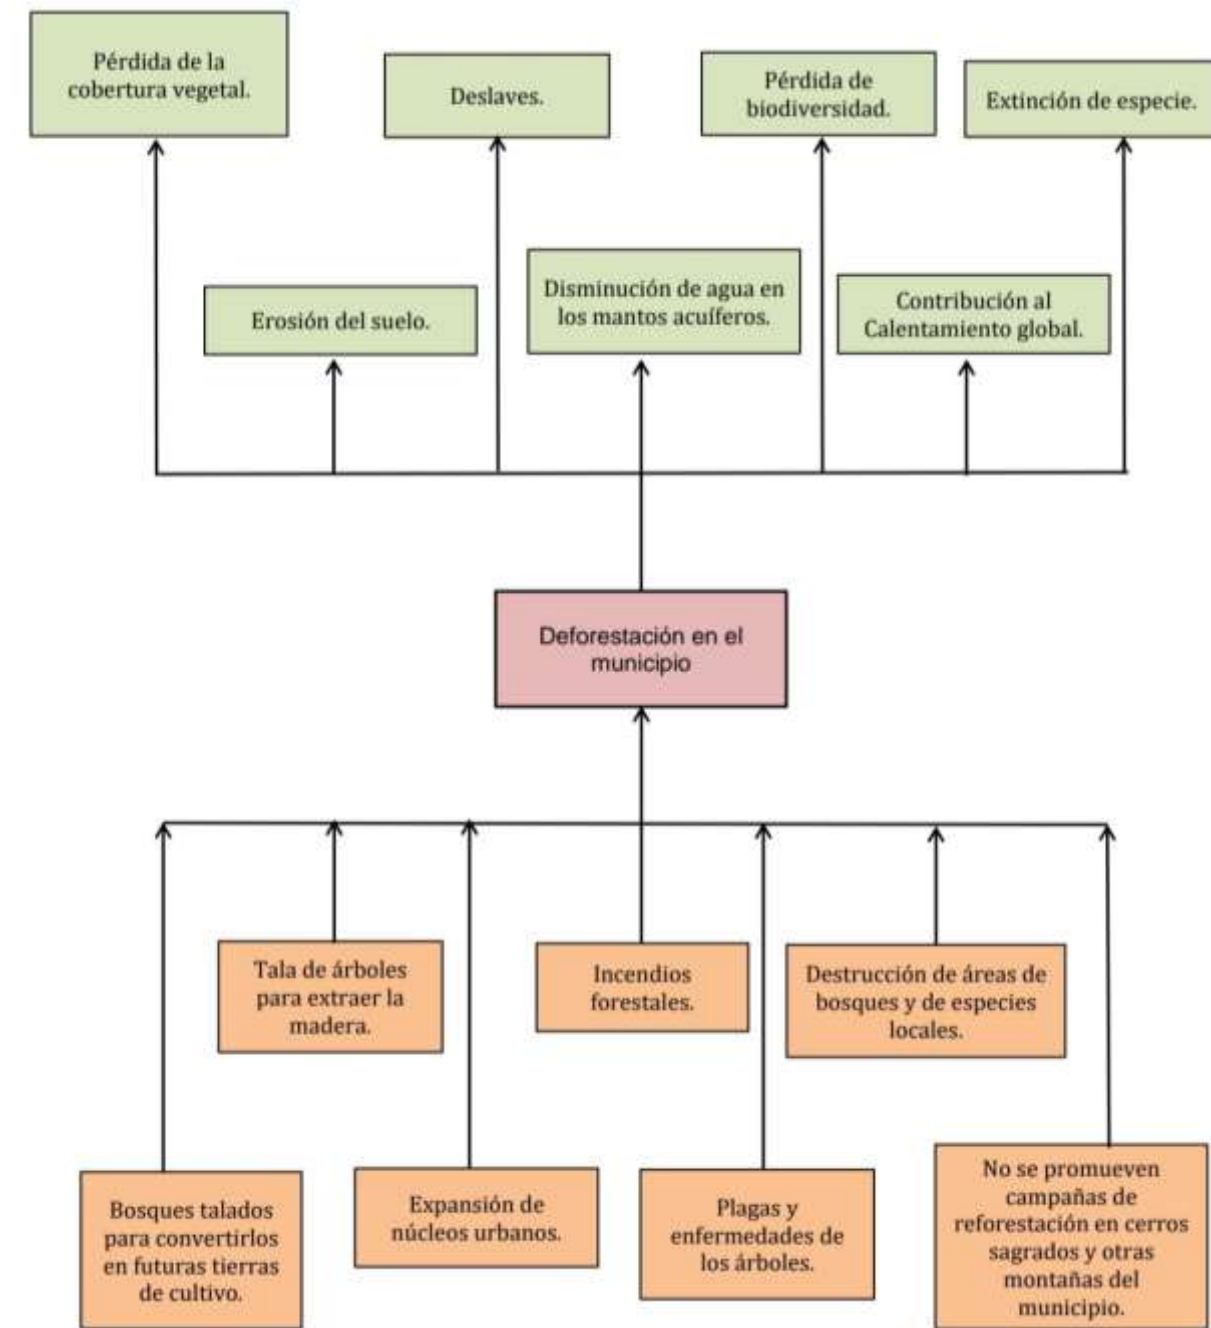 Pérdida de la
cobertura vegetal.
Deslaves.
Pérdida de
biodiversidad.
Extinción de especie.
Erosión del suelo.
Disminución de agua en
los mantos acuíferos.
Contribución al
Calentamiento global.
Deforestación en el
municipio
Tala de árboles
para extraer la
madera.
Incendios
forestales.
Destrucción de áreas de
bosques y de especies
locales.
Bosques talados
para convertirlos
en futuras tierras
de cultivo.
Expansión de
núcleos urbanos.
Plagas y
enfermedades de
los árboles.
No se promueven
campañas de
reforestación en cerros
sagrados y otras
montañas del
municipio.